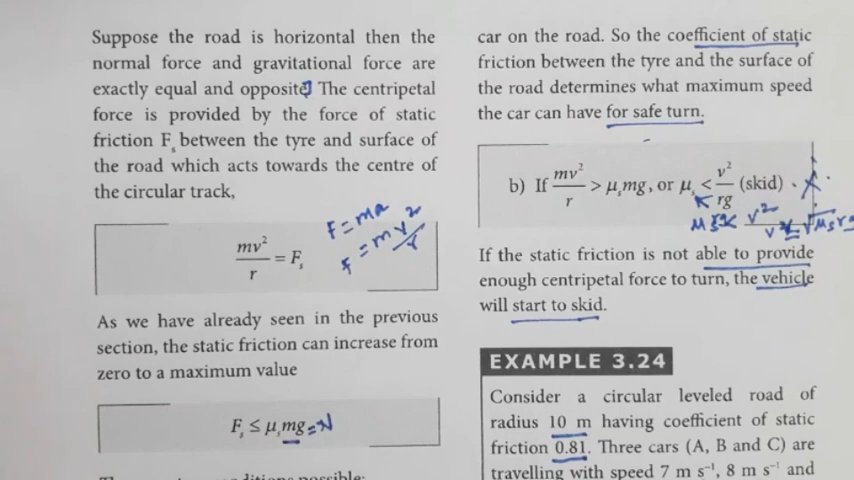 Suppose the road is horizontal then the
normal force and gravitational force are
exactly equal and opposite. The centripetal
force is provided by the force of static
friction Fs between the tyre and surface of
the road which acts towards the centre of
the circular track,
F = ma
F = mv²/r
mv²/r = Fs
As we have already seen in the previous
section, the static friction can increase from
zero to a maximum value
Fs ≤ μs mg = N
car on the road. So the coefficient of static
friction between the tyre and the surface of
the road determines what maximum speed
the car can have for safe turn.
b) If mv²/r > μs mg, or μs < v²/rg (skid)
If the static friction is not able to provide
enough centripetal force to turn, the vehicle
will start to skid.
EXAMPLE 3.24
Consider a circular leveled road of
radius 10 m having coefficient of static
friction 0.81. Three cars (A, B and C) are
travelling with speed 7 m s⁻¹, 8 m s⁻¹ and